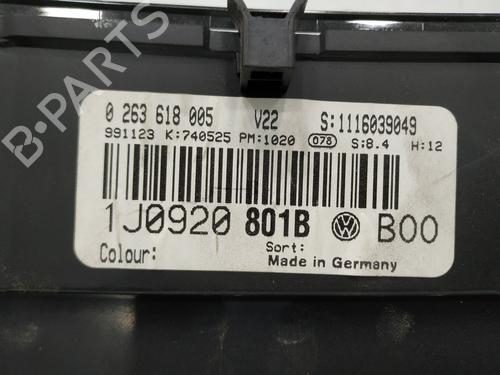 0 263 618 005 V22 S:1116039049
991123 K:740525 PM:1020 078 S:8.4 H:12
1J0920 801B VW B00
Colour: Sort:
Made in Germany
B-PARTS